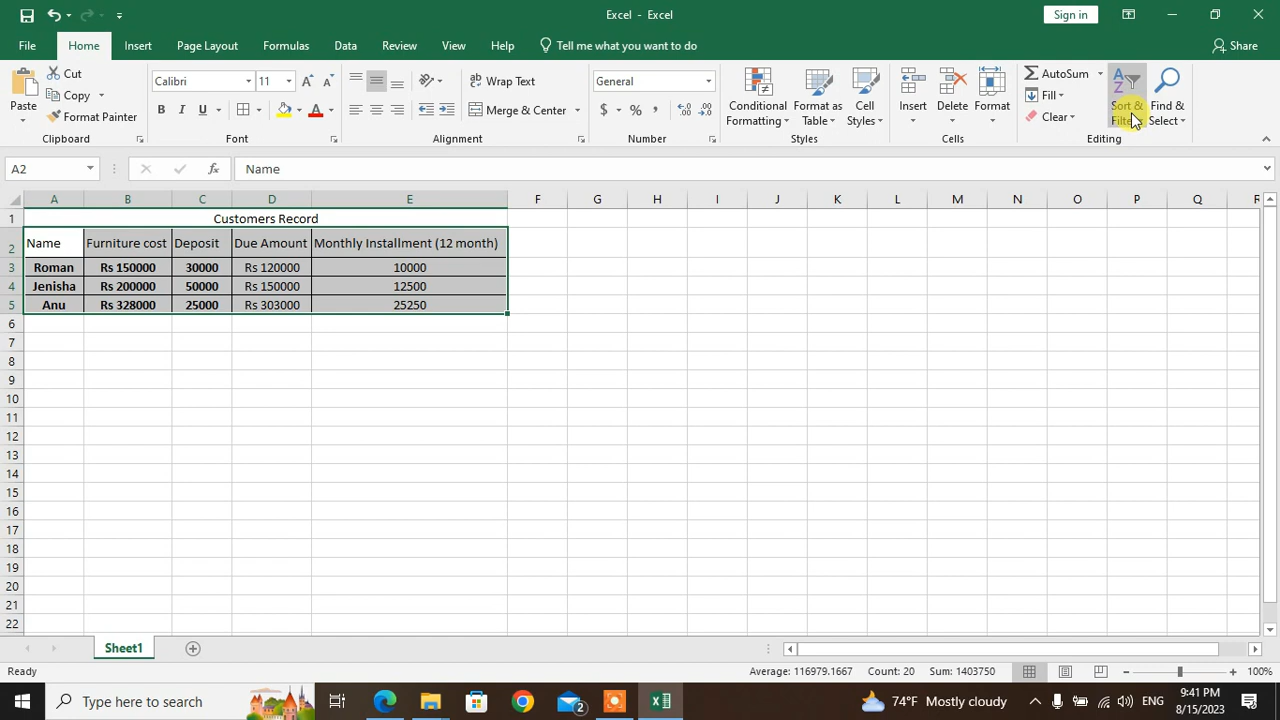 Excel - Excel
Sign in
File Home Insert Page Layout Formulas Data Review View Help Tell me what you want to do Share
Paste
Cut
Copy
Format Painter
Clipboard
Calibri 11
B I U
Font
Wrap Text
Merge & Center
Alignment
General
$ % ,
Number
Conditional Formatting
Format as Table
Cell Styles
Styles
Insert Delete Format
Cells
AutoSum
Fill
Clear
Sort & Filter
Find & Select
Editing
A2 fx Name
A B C D E F G H I J K L M N O P Q R
1 Customers Record
2 Name Furniture cost Deposit Due Amount Monthly Installment (12 month)
3 Roman Rs 150000 30000 Rs 120000 10000
4 Jenisha Rs 200000 50000 Rs 150000 12500
5 Anu Rs 328000 25000 Rs 303000 25250
6
7
8
9
10
11
12
13
14
15
16
17
18
19
20
21
22
Sheet1
Ready Average: 116979.1667 Count: 20 Sum: 1403750 100%
Type here to search 2 74°F Mostly cloudy ENG 9:41 PM
8/15/2023